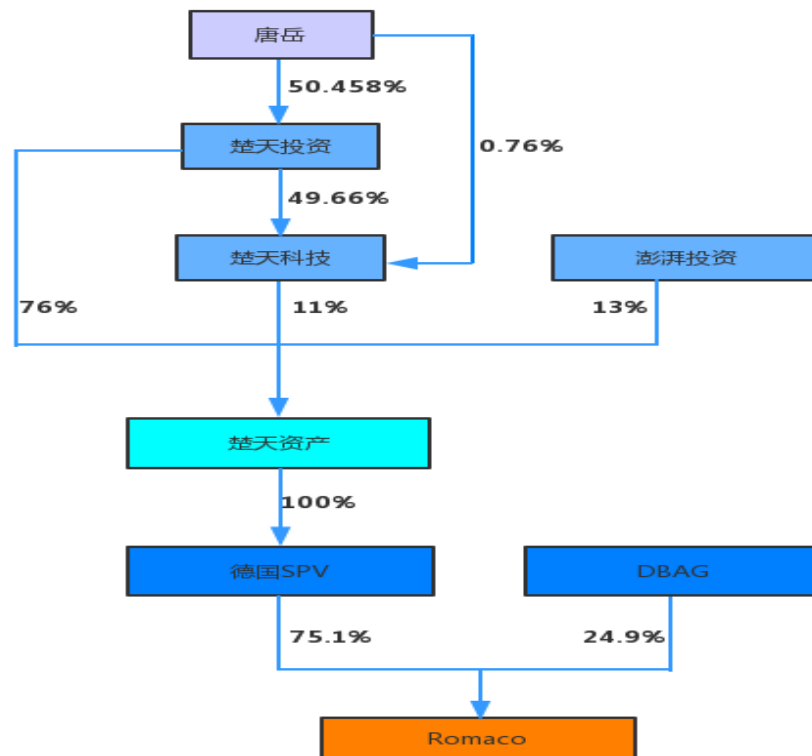 唐岳
50.458%
楚天投资
0.76%
49.66%
楚天科技
澎湃投资
76%
11%
13%
楚天资产
100%
德国SPV
DBAG
75.1%
24.9%
Romaco